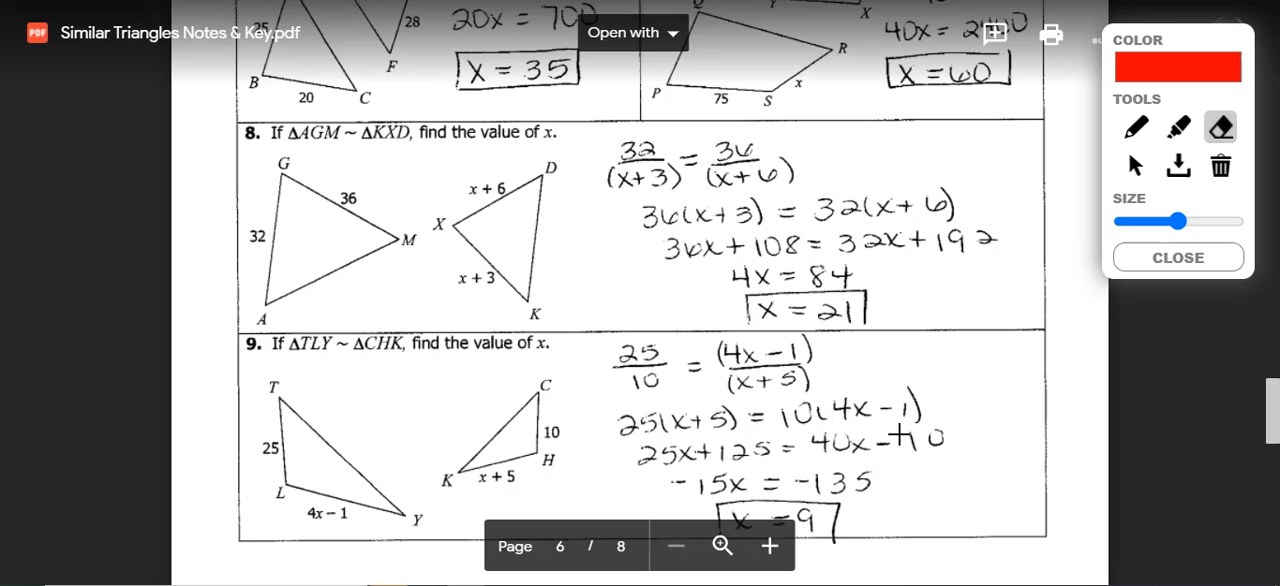 Similar Triangles Notes & Key.pdf
Open with
COLOR
TOOLS
SIZE
CLOSE
25
B
20
C
F
28
20x = 700
x = 35
Q
X
R
P
75
S
x
x = 60
8. If ΔAGM ~ ΔKXD, find the value of x.
G
36
32
M
A
D
x + 6
X
x + 3
K
32/(x+3) = 36/(x+6)
36(x+3) = 32(x+6)
36x+108 = 32x+192
4x = 84
x = 21
9. If ΔTLY ~ ΔCHK, find the value of x.
T
25
L
4x – 1
Y
C
10
H
K
x + 5
25/10 = (4x-1)/(x+5)
25(x+5) = 10(4x-1)
25x+125 = 40x-10
-15x = -135
x = 9
Page 6 / 8